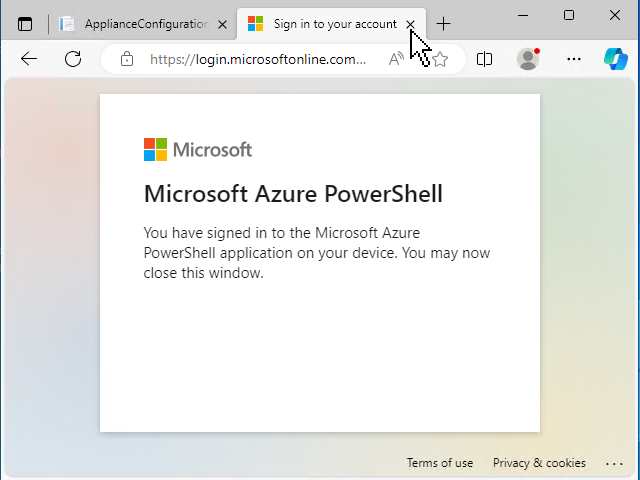 ApplianceConfiguration
Sign in to your account
https://login.microsoftonline.com...
A
Microsoft
Microsoft Azure PowerShell
You have signed in to the Microsoft Azure
PowerShell application on your device. You may now
close this window.
Terms of use Privacy & cookies ...